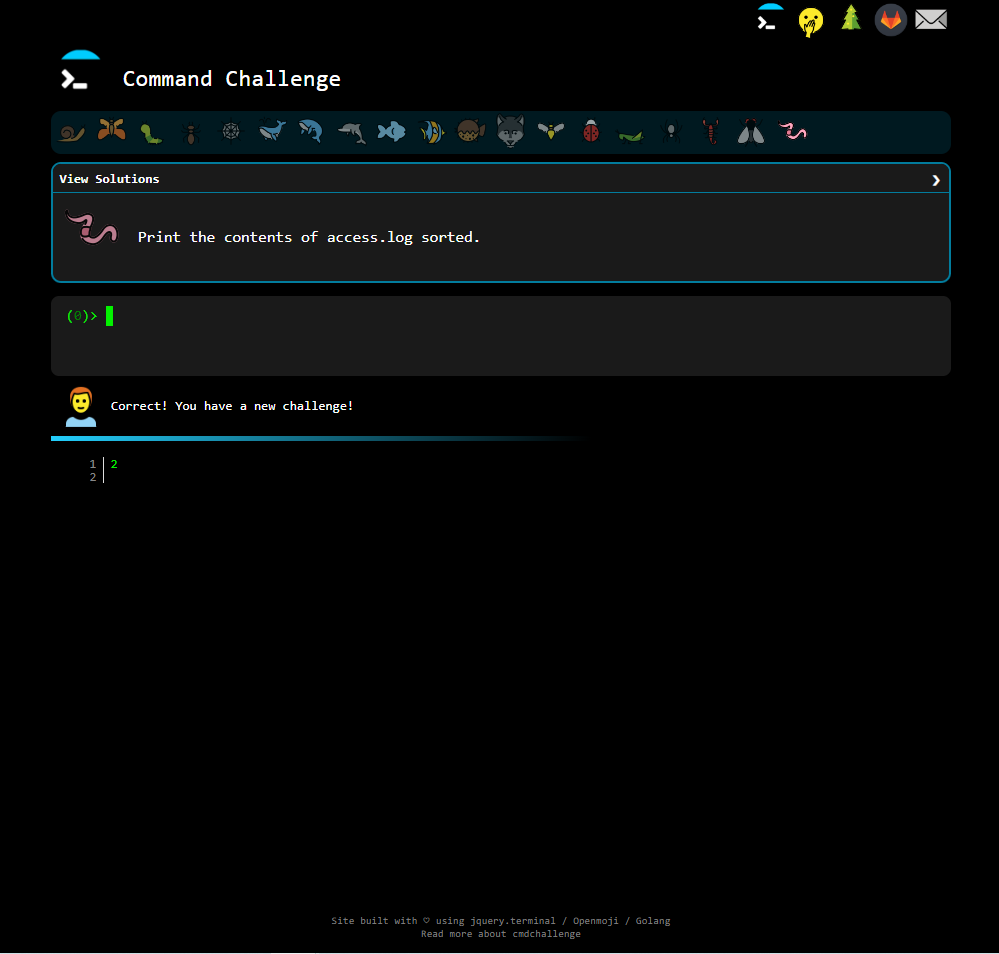 Command Challenge
View Solutions
Print the contents of access.log sorted.
(0)>
Correct! You have a new challenge!
1 2
2
Site built with ♡ using jquery.terminal / Openmoji / Golang
Read more about cmdchallenge